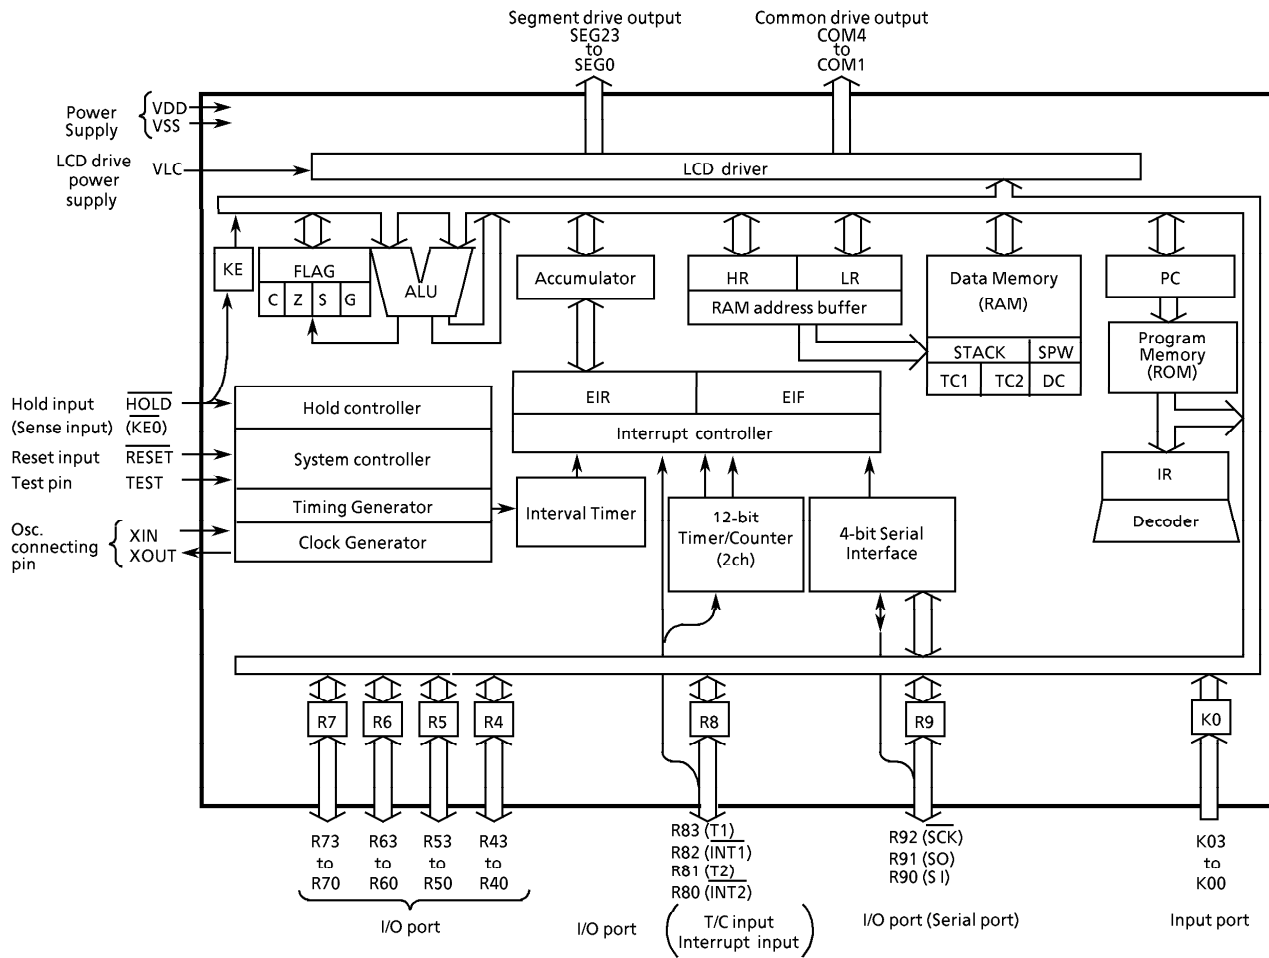 Segment drive output
SEG23
to
SEG0
Common drive output
COM4
to
COM1
Power
Supply
VDD
VSS
LCD drive
power
supply
VLC
LCD driver
KE
FLAG
C Z S G
ALU
Accumulator
HR LR
RAM address buffer
Data Memory
(RAM)
STACK SPW
TC1 TC2 DC
PC
Program
Memory
(ROM)
Hold input HOLD
(Sense input) (KE0)
Reset input RESET
Test pin TEST
Osc.
connecting
pin
XIN
XOUT
Hold controller
System controller
Timing Generator
Clock Generator
EIR EIF
Interrupt controller
Interval Timer
12-bit
Timer/Counter
(2ch)
4-bit Serial
Interface
IR
Decoder
R7 R6 R5 R4 R8 R9 K0
R73
to
R70
R63
to
R60
R53
to
R50
R43
to
R40
I/O port
R83 (T1)
R82 (INT1)
R81 (T2)
R80 (INT2)
I/O port
T/C input
Interrupt input
R92 (SCK)
R91 (SO)
R90 (SI)
I/O port (Serial port)
K03
to
K00
Input port